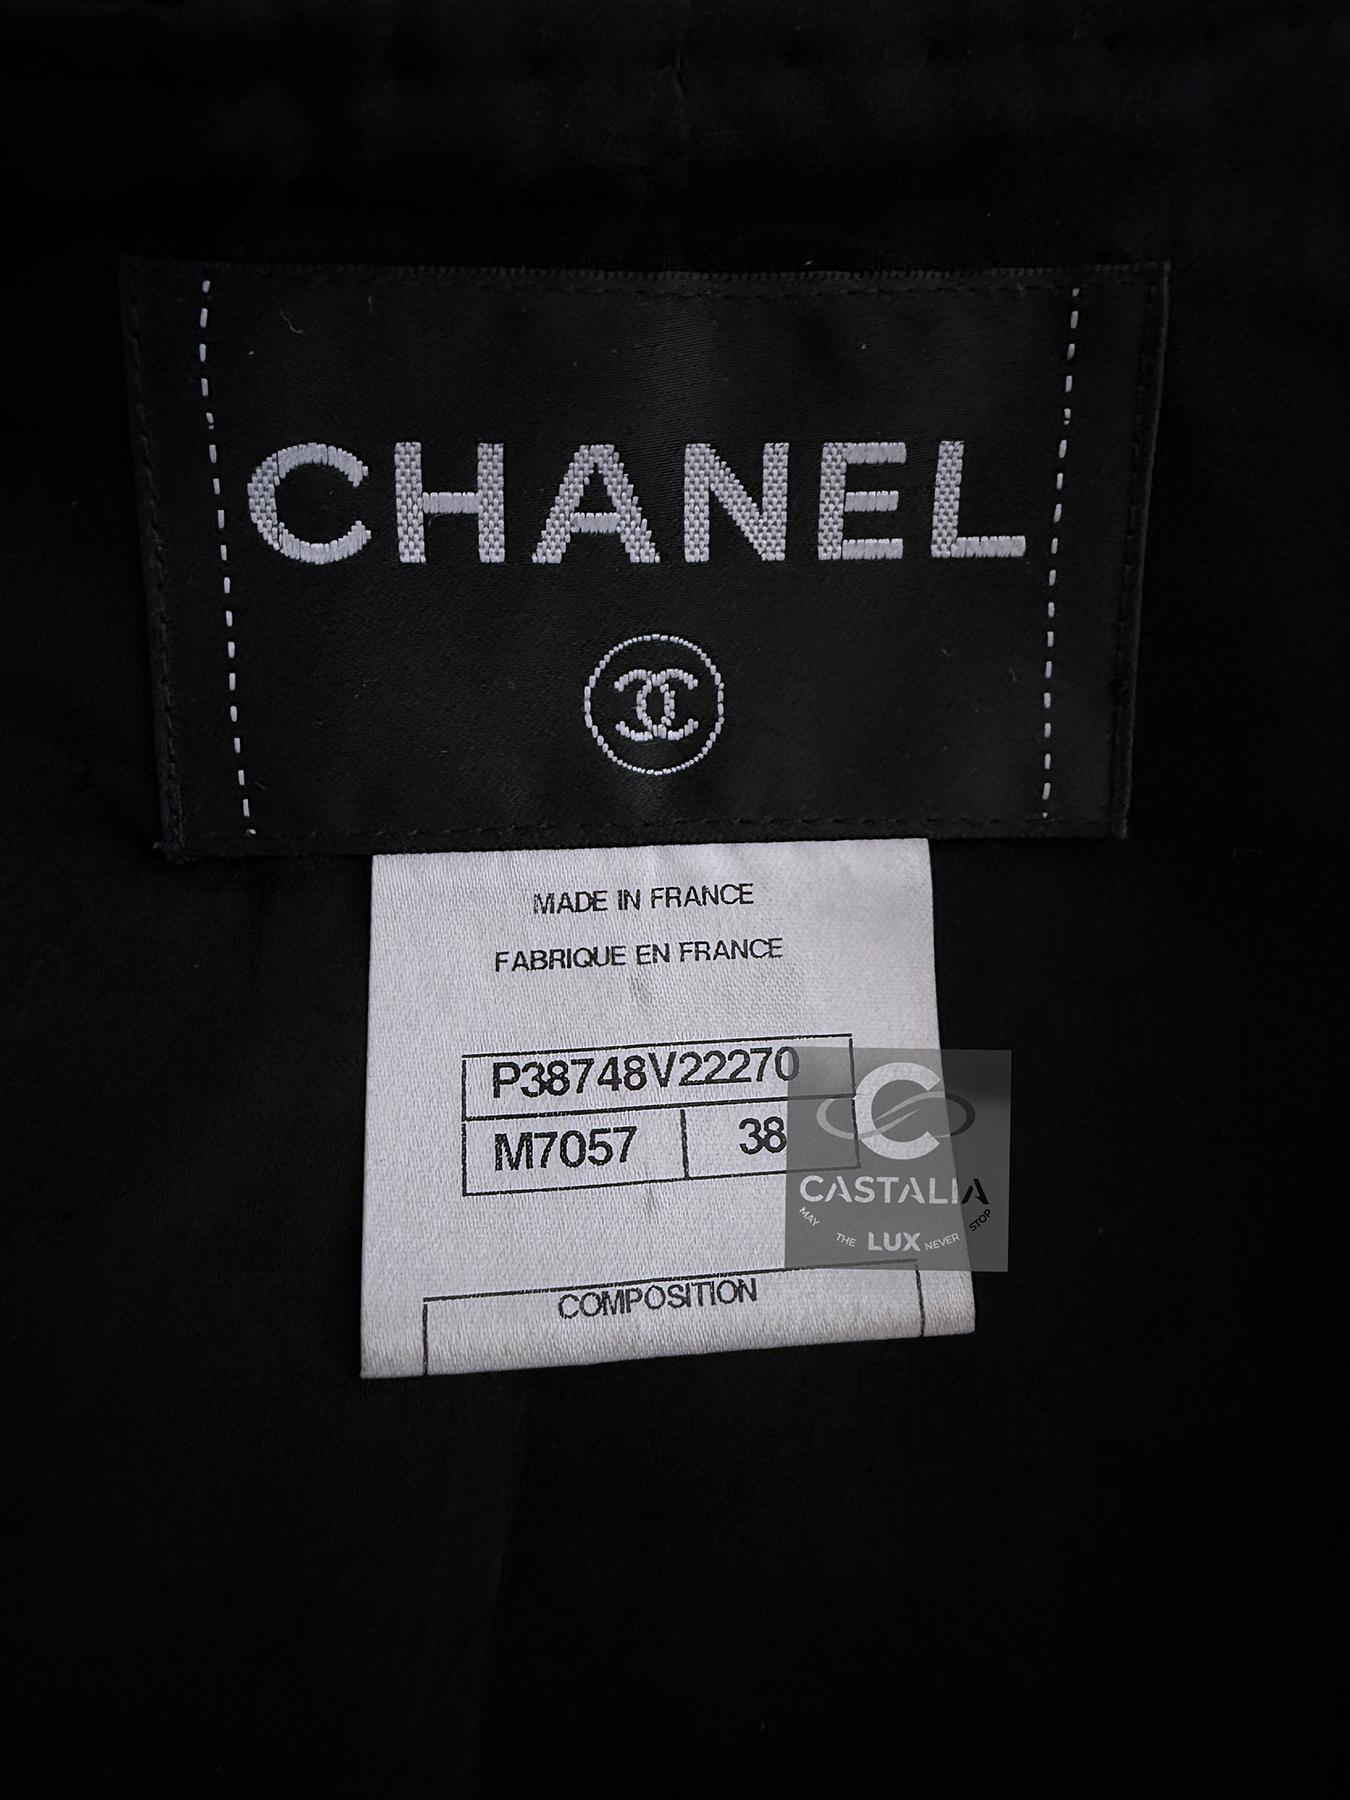 CHANEL
MADE IN FRANCE
FABRIQUE EN FRANCE
P38748V22270
M7057 38
COMPOSITION
C
CASTALIA
MAY THE LUX NEVER STOP